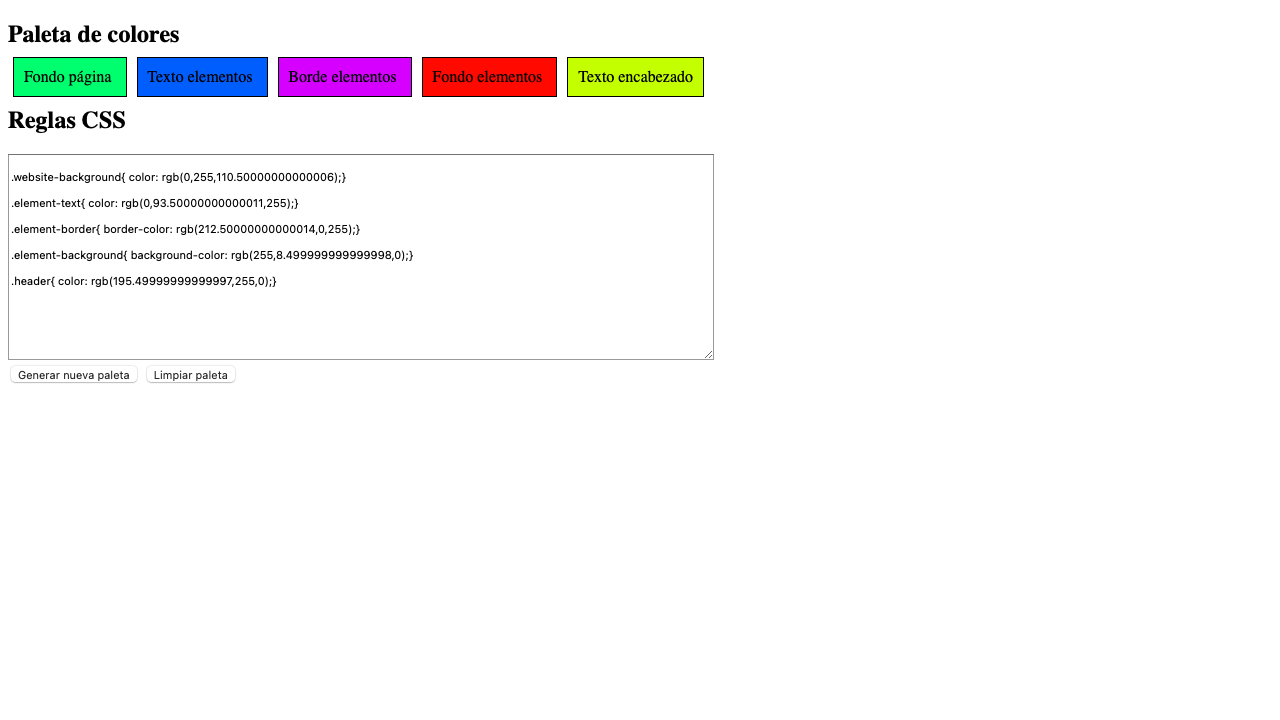 Paleta de colores
Fondo página Texto elementos Borde elementos Fondo elementos Texto encabezado
Reglas CSS
.website-background{ color: rgb(0,255,110.50000000000006);}
.element-text{ color: rgb(0,93.50000000000011,255);}
.element-border{ border-color: rgb(212.50000000000014,0,255);}
.element-background{ background-color: rgb(255,8.499999999999998,0);}
.header{ color: rgb(195.49999999999997,255,0);}
Generar nueva paleta Limpiar paleta